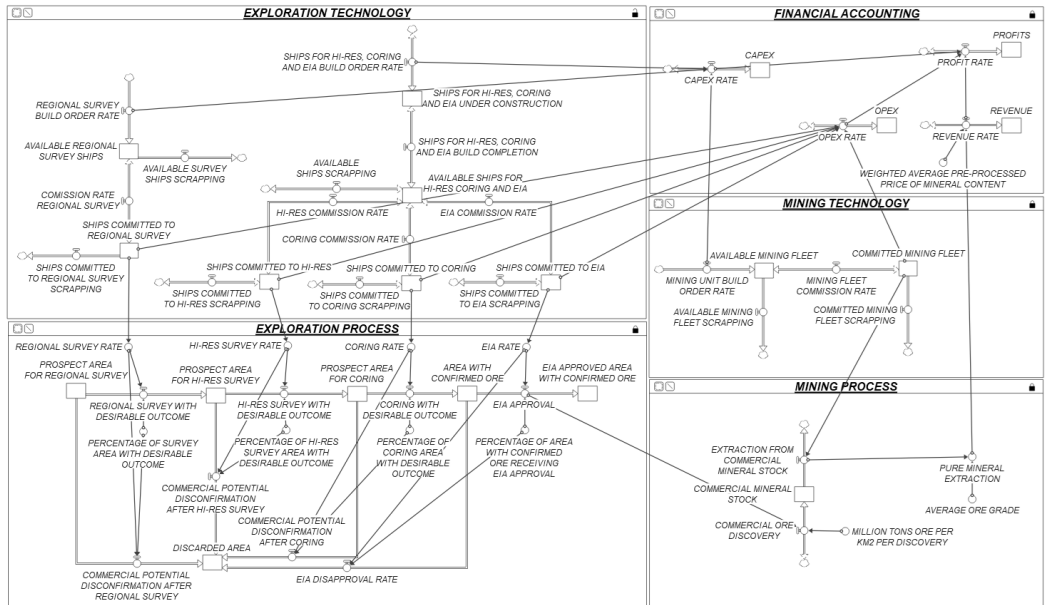 EXPLORATION TECHNOLOGY
SHIPS FOR HI-RES, CORING
AND EIA BUILD ORDER RATE
REGIONAL SURVEY
BUILD ORDER RATE
SHIPS FOR HI-RES, CORING
AND EIA UNDER CONSTRUCTION
AVAILABLE REGIONAL
SURVEY SHIPS
AVAILABLE SURVEY
SHIPS SCRAPPING
SHIPS FOR HI-RES, CORING
AND EIA BUILD COMPLETION
AVAILABLE
SHIPS SCRAPPING
AVAILABLE SHIPS FOR
HI-RES CORING AND EIA
COMISSION RATE
REGIONAL SURVEY
HI-RES COMMISSION RATE
EIA COMMISSION RATE
SHIPS COMMITTED TO
REGIONAL SURVEY
CORING COMMISSION RATE
SHIPS COMMITTED
TO REGIONAL SURVEY
SCRAPPING
SHIPS COMMITTED TO HI-RES
SHIPS COMMITTED
TO HI-RES SCRAPPING
SHIPS COMMITTED TO CORING
SHIPS COMMITTED
TO CORING SCRAPPING
SHIPS COMMITTED TO EIA
SHIPS COMMITTED
TO EIA SCRAPPING
EXPLORATION PROCESS
REGIONAL SURVEY RATE
HI-RES SURVEY RATE
CORING RATE
EIA RATE
PROSPECT AREA
FOR REGIONAL SURVEY
PROSPECT AREA
FOR HI-RES SURVEY
PROSPECT AREA
FOR CORING
AREA WITH
CONFIRMED ORE
EIA APPROVED AREA
WITH CONFIRMED ORE
REGIONAL SURVEY WITH
DESIRABLE OUTCOME
HI-RES SURVEY WITH
DESIRABLE OUTCOME
CORING WITH
DESIRABLE OUTCOME
EIA APPROVAL
PERCENTAGE OF SURVEY
AREA WITH DESIRABLE
OUTCOME
PERCENTAGE OF HI-RES
SURVEY AREA WITH
DESIRABLE OUTCOME
PERCENTAGE OF
CORING AREA
WITH DESIRABLE
OUTCOME
PERCENTAGE OF AREA
WITH CONFIRMED
ORE RECEIVING
EIA APPROVAL
COMMERCIAL POTENTIAL
DISCONFIRMATION
AFTER HI-RES SURVEY
COMMERCIAL POTENTIAL
DISCONFIRMATION
AFTER CORING
DISCARDED AREA
COMMERCIAL POTENTIAL
DISCONFIRMATION AFTER
REGIONAL SURVEY
EIA DISAPPROVAL RATE
FINANCIAL ACCOUNTING
PROFITS
CAPEX
CAPEX RATE
PROFIT RATE
OPEX
OPEX RATE
REVENUE
REVENUE RATE
WEIGHTED AVERAGE PRE-PROCESSED
PRICE OF MINERAL CONTENT
MINING TECHNOLOGY
AVAILABLE MINING FLEET
COMMITTED MINING FLEET
MINING UNIT BUILD
ORDER RATE
MINING FLEET
COMMISSION RATE
AVAILABLE MINING
FLEET SCRAPPING
COMMITTED MINING
FLEET SCRAPPING
MINING PROCESS
EXTRACTION FROM
COMMERCIAL
MINERAL STOCK
PURE MINERAL
EXTRACTION
COMMERCIAL MINERAL
STOCK
AVERAGE ORE GRADE
COMMERCIAL ORE
DISCOVERY
MILLION TONS ORE PER
KM2 PER DISCOVERY